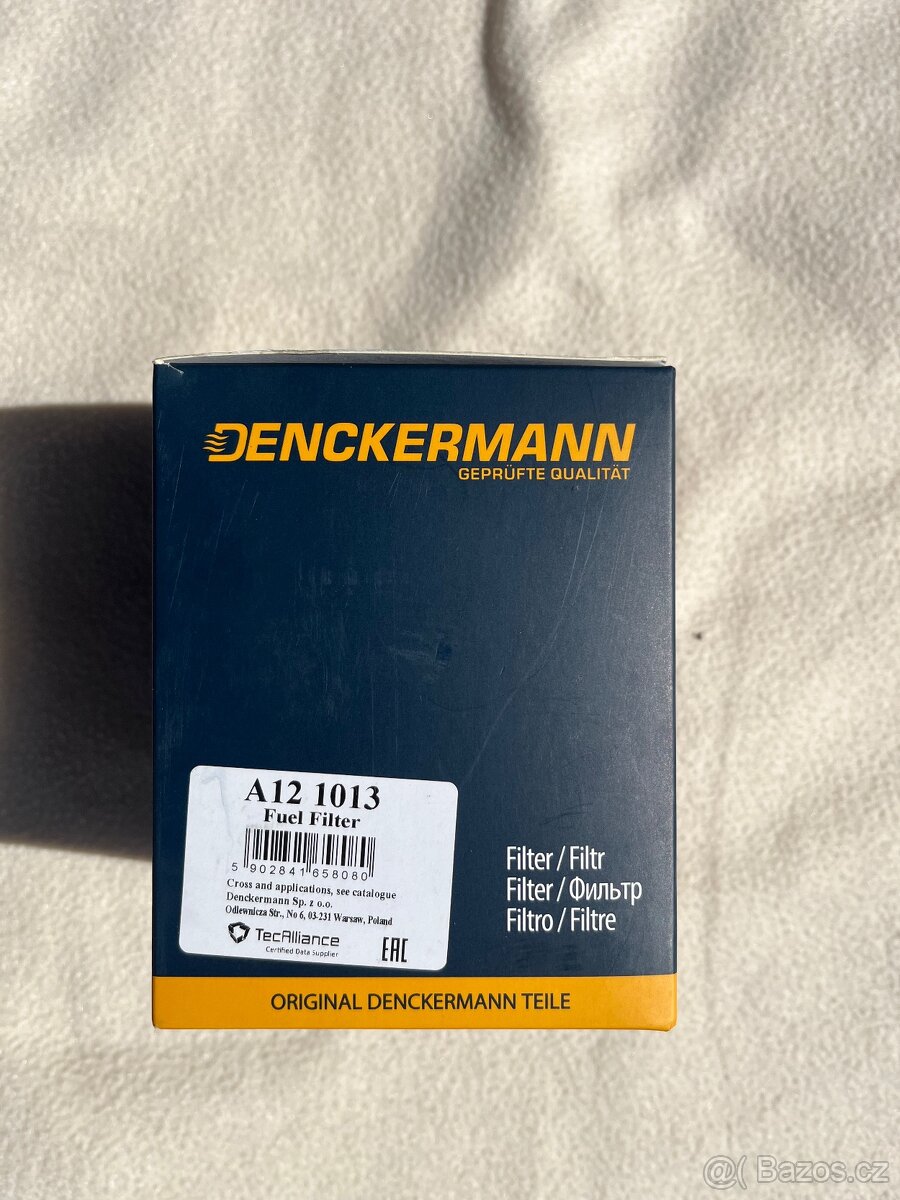 DENCKERMANN
GEPRÜFTE QUALITÄT
A12 1013
Fuel Filter
5 902841 658080
Cross and applications, see catalogue
Denckermann Sp. z o.o.
Odlewnicza Str., No 6, 03-231 Warsaw, Poland
TecAlliance
Certified Data Supplier
EAC
Filter / Filtr
Filter / Фильтр
Filtro / Filtre
ORIGINAL DENCKERMANN TEILE
@( Bazos.cz